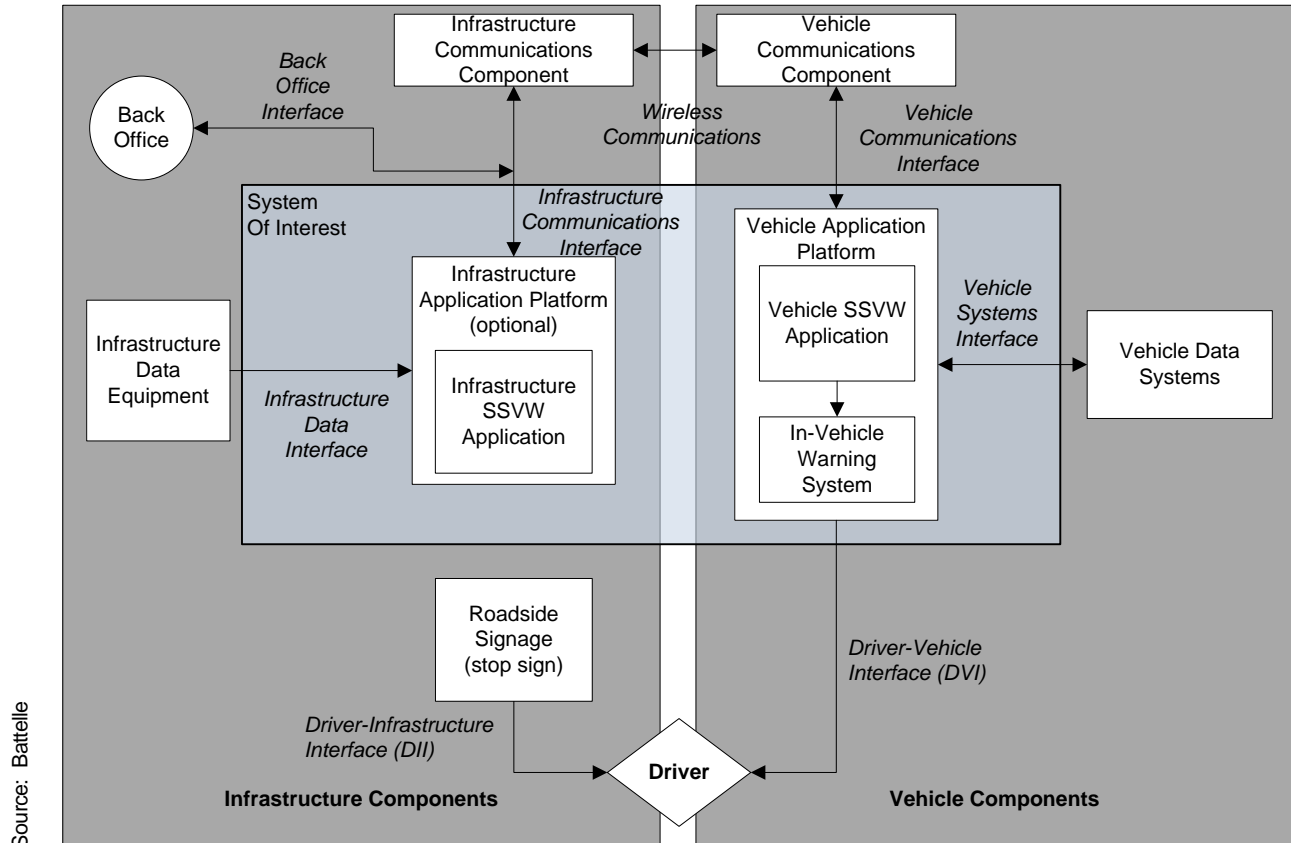 Infrastructure
Communications
Component
Vehicle
Communications
Component
Back
Office
Interface
Back
Office
Wireless
Communications
Vehicle
Communications
Interface
System
Of Interest
Infrastructure
Communications
Interface
Infrastructure
Application Platform
(optional)
Infrastructure
SSVW
Application
Vehicle Application
Platform
Vehicle SSVW
Application
In-Vehicle
Warning
System
Vehicle
Systems
Interface
Vehicle Data
Systems
Infrastructure
Data
Equipment
Infrastructure
Data
Interface
Roadside
Signage
(stop sign)
Driver-Vehicle
Interface (DVI)
Driver-Infrastructure
Interface (DII)
Driver
Infrastructure Components
Vehicle Components
Source: Battelle